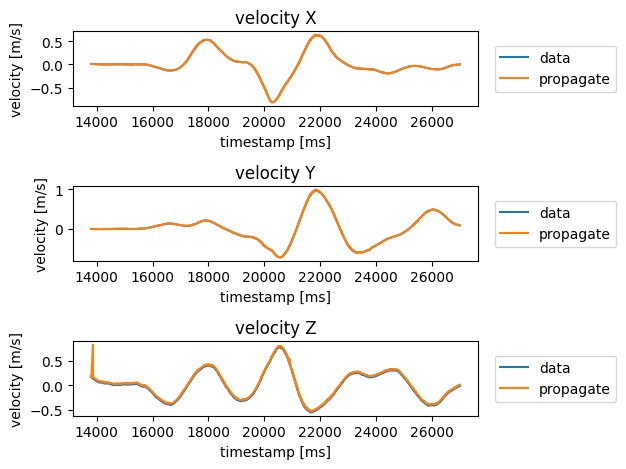 velocity X
velocity [m/s]
0.5
0.0
−0.5
14000 16000 18000 20000 22000 24000 26000
timestamp [ms]
data
propagate
velocity Y
velocity [m/s]
1
0
14000 16000 18000 20000 22000 24000 26000
timestamp [ms]
data
propagate
velocity Z
velocity [m/s]
0.5
0.0
−0.5
14000 16000 18000 20000 22000 24000 26000
timestamp [ms]
data
propagate